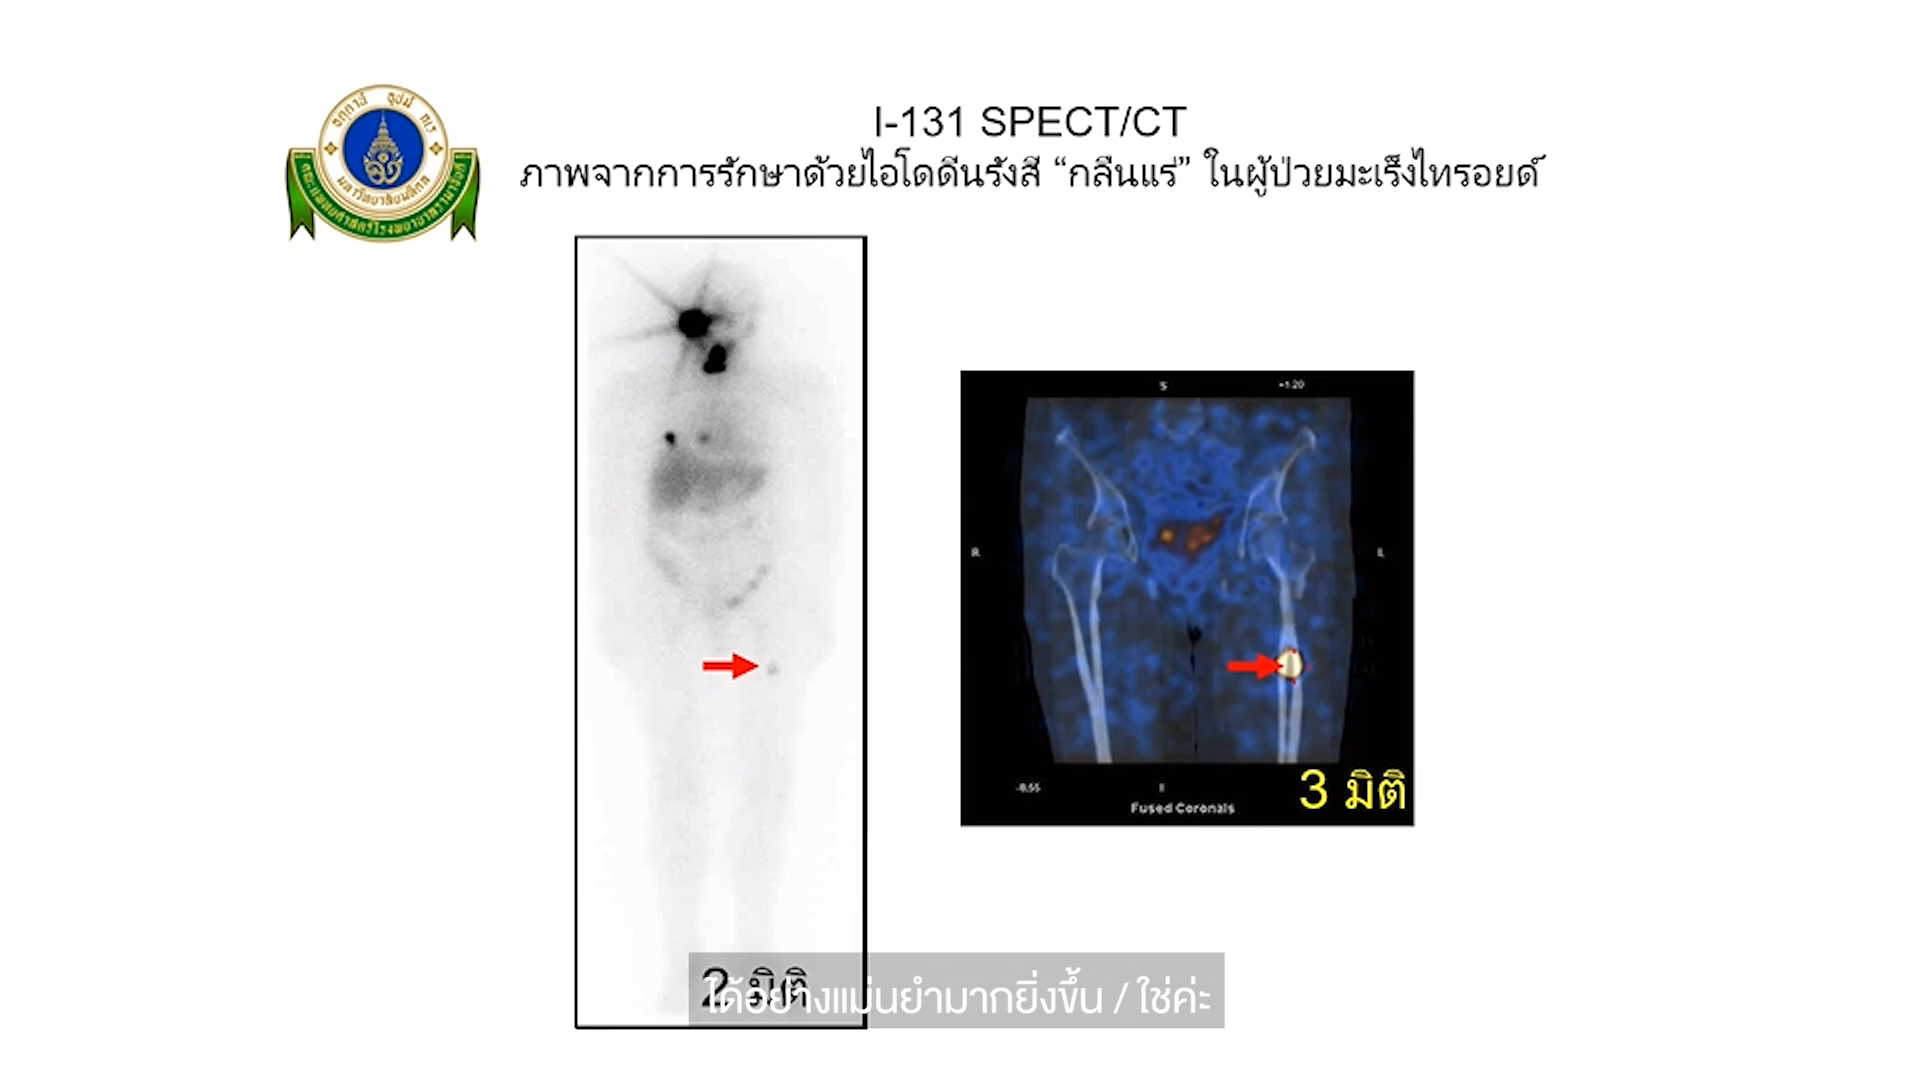 I-131 SPECT/CT
ภาพจากการรักษาด้วยไอโดดีนรังสี “กลืนแร่” ในผู้ป่วยมะเร็งไทรอยด์
S
R
L
I
Fused Coronals
3 มิติ
2 มิติ
ได้อย่างแม่นยำมากยิ่งขึ้น / ใช่ค่ะ